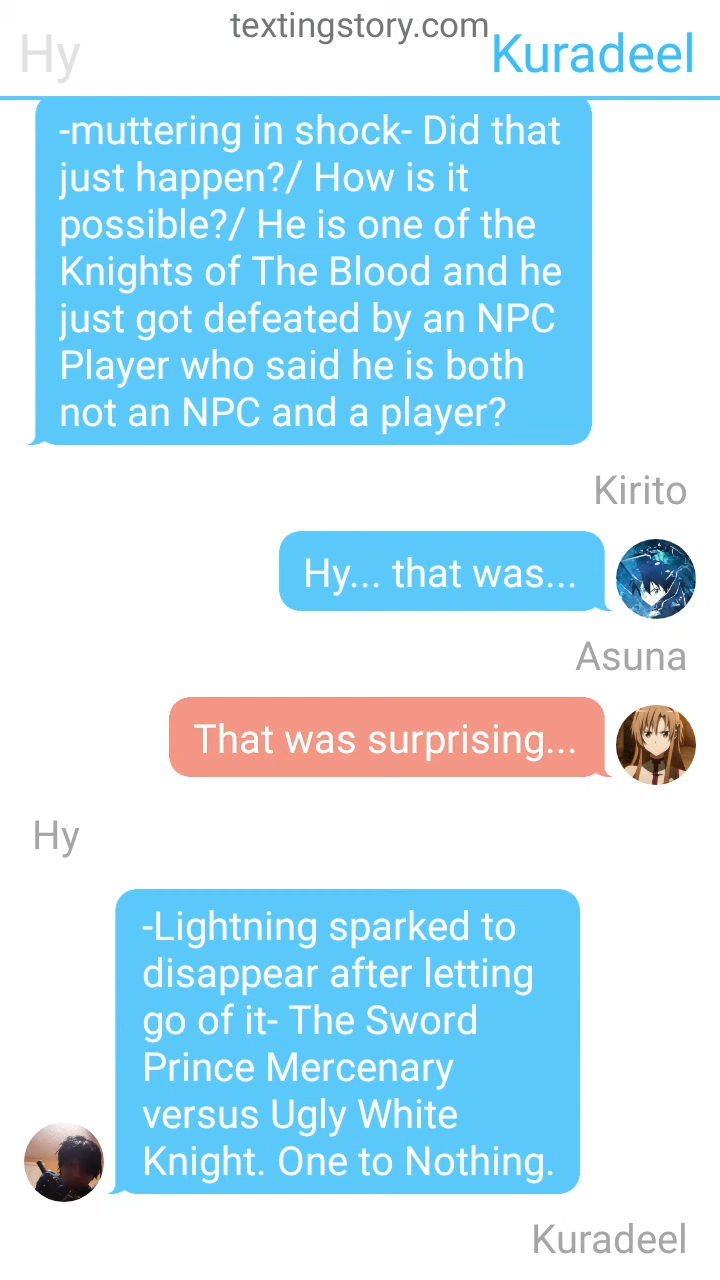 textingstory.com
Hy
Kuradeel
-muttering in shock- Did that
just happen?/ How is it
possible?/ He is one of the
Knights of The Blood and he
just got defeated by an NPC
Player who said he is both
not an NPC and a player?
Kirito
Hy... that was...
Asuna
That was surprising...
Hy
-Lightning sparked to
disappear after letting
go of it- The Sword
Prince Mercenary
versus Ugly White
Knight. One to Nothing.
Kuradeel